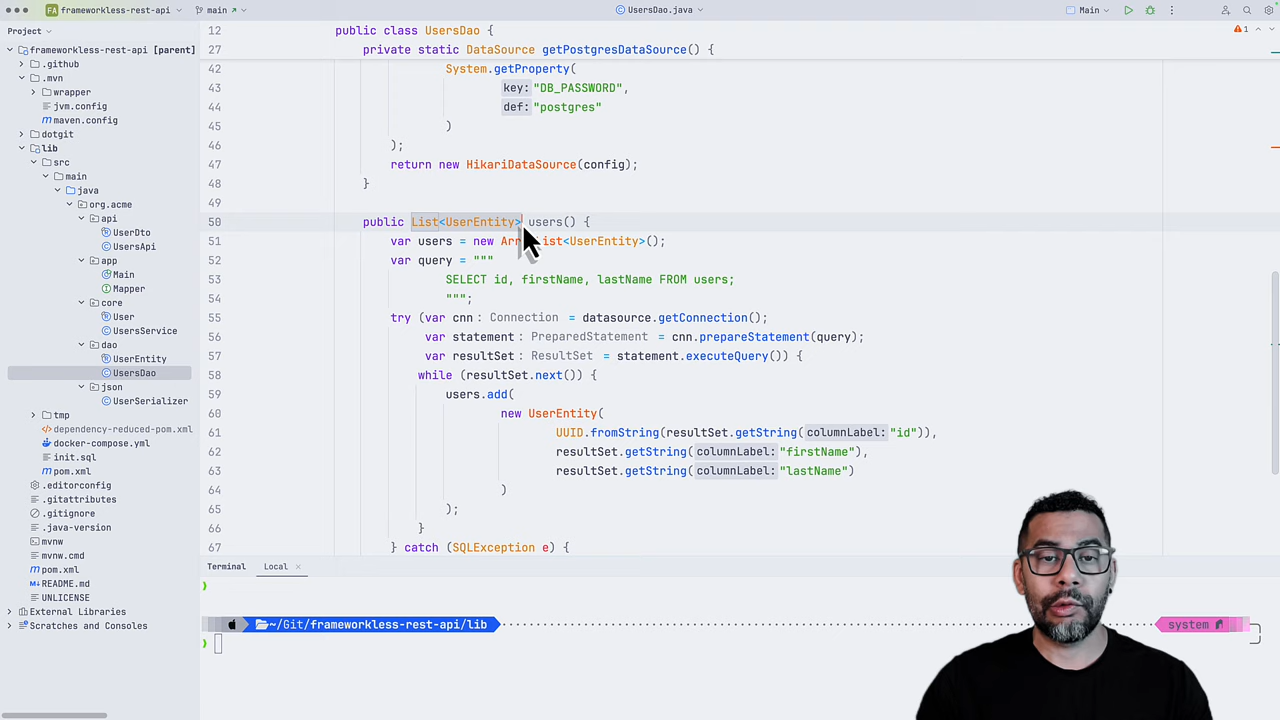 FA frameworkless-rest-api main UsersDao.java Main
Project
frameworkless-rest-api [parent]
.github
.mvn
wrapper
jvm.config
maven.config
dotgit
lib
src
main
java
org.acme
api
UserDto
UsersApi
app
Main
Mapper
core
User
UsersService
dao
UserEntity
UsersDao
json
UserSerializer
tmp
dependency-reduced-pom.xml
docker-compose.yml
init.sql
pom.xml
.editorconfig
.gitattributes
.gitignore
.java-version
mvnw
mvnw.cmd
pom.xml
README.md
UNLICENSE
External Libraries
Scratches and Consoles
12 public class UsersDao { 1
27 private static DataSource getPostgresDataSource() {
42 System.getProperty(
43 key: "DB_PASSWORD",
44 def: "postgres"
45 )
46 );
47 return new HikariDataSource(config);
48 }
49
50 public List<UserEntity> users() {
51 var users = new List<UserEntity>();
52 var query = """
53 SELECT id, firstName, lastName FROM users;
54 """;
55 try (var cnn : Connection = datasource.getConnection();
56 var statement : PreparedStatement = cnn.prepareStatement(query);
57 var resultSet : ResultSet = statement.executeQuery()) {
58 while (resultSet.next()) {
59 users.add(
60 new UserEntity(
61 UUID.fromString(resultSet.getString( columnLabel: "id")),
62 resultSet.getString( columnLabel: "firstName"),
63 resultSet.getString( columnLabel: "lastName")
64 )
65 );
66 }
67 } catch (SQLException e) {
Terminal Local
~/Git/frameworkless-rest-api/lib system